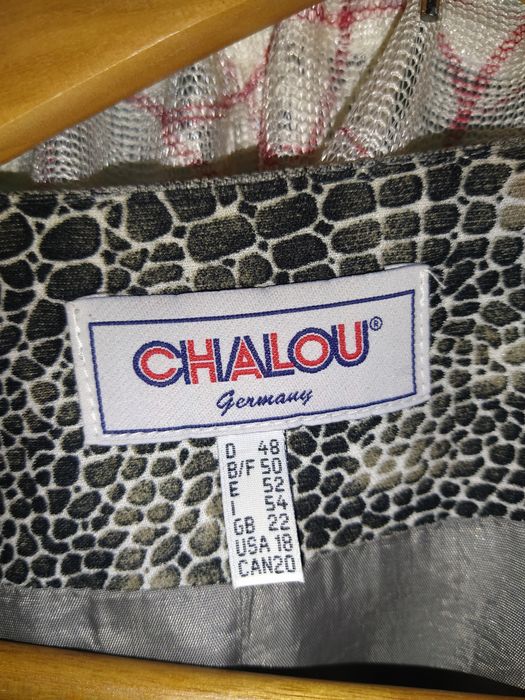 CHALOU®
Germany
D 48
B/F 50
E 52
I 54
GB 22
USA 18
CAN20